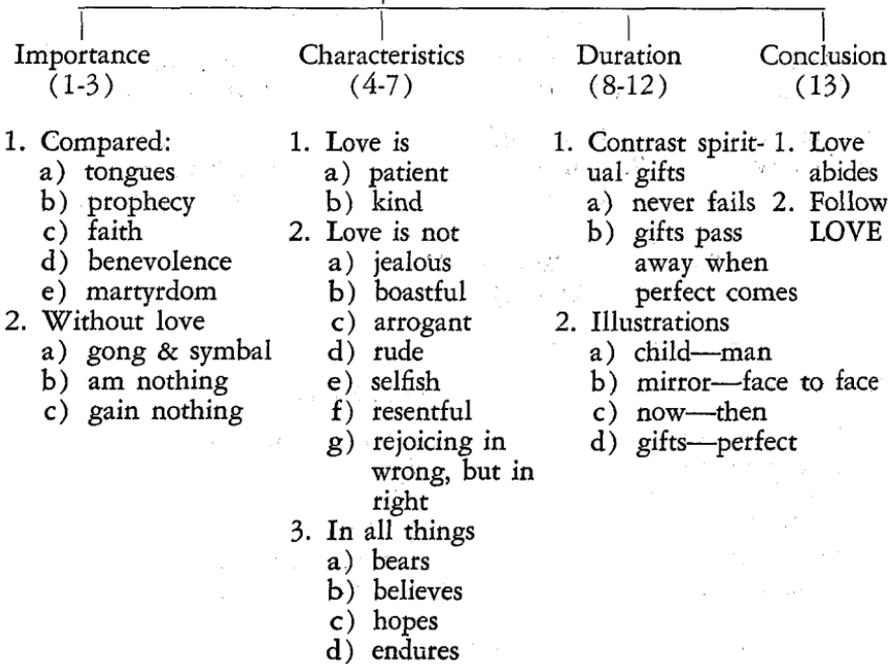 Importance
(1-3)
1. Compared:
a) tongues
b) prophecy
c) faith
d) benevolence
e) martyrdom
2. Without love
a) gong & symbal
b) am nothing
c) gain nothing
Characteristics
(4-7)
1. Love is
a) patient
b) kind
2. Love is not
a) jealous
b) boastful
c) arrogant
d) rude
e) selfish
f) resentful
g) rejoicing in
wrong, but in
right
3. In all things
a) bears
b) believes
c) hopes
d) endures
Duration
(8-12)
1. Contrast spirit-
ual gifts
a) never fails
b) gifts pass
away when
perfect comes
2. Illustrations
a) child—man
b) mirror—face to face
c) now—then
d) gifts—perfect
Conclusion
(13)
1. Love
abides
2. Follow
LOVE